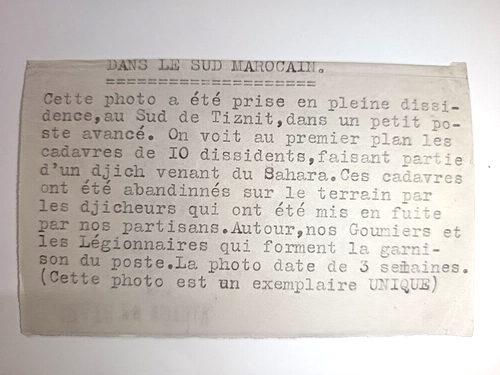 DANS LE SUD MAROCAIN.
=====================
Cette photo a été prise en pleine dissi-
dence,au Sud de Tiznit,dans un petit po-
ste avancé. On voit au premier plan les
cadavres de IO dissidents,faisant partie
d'un djich venant du Sahara.Ces cadavres
ont été abandinnés sur le terrain par
les djicheurs qui ont été mis en fuite
par nos partisans.Autour,nos Goumiers et
les Légionnaires qui forment la garni-
son du poste.La photo date de 3 semaines.
(Cette photo est un exemplaire UNIQUE)